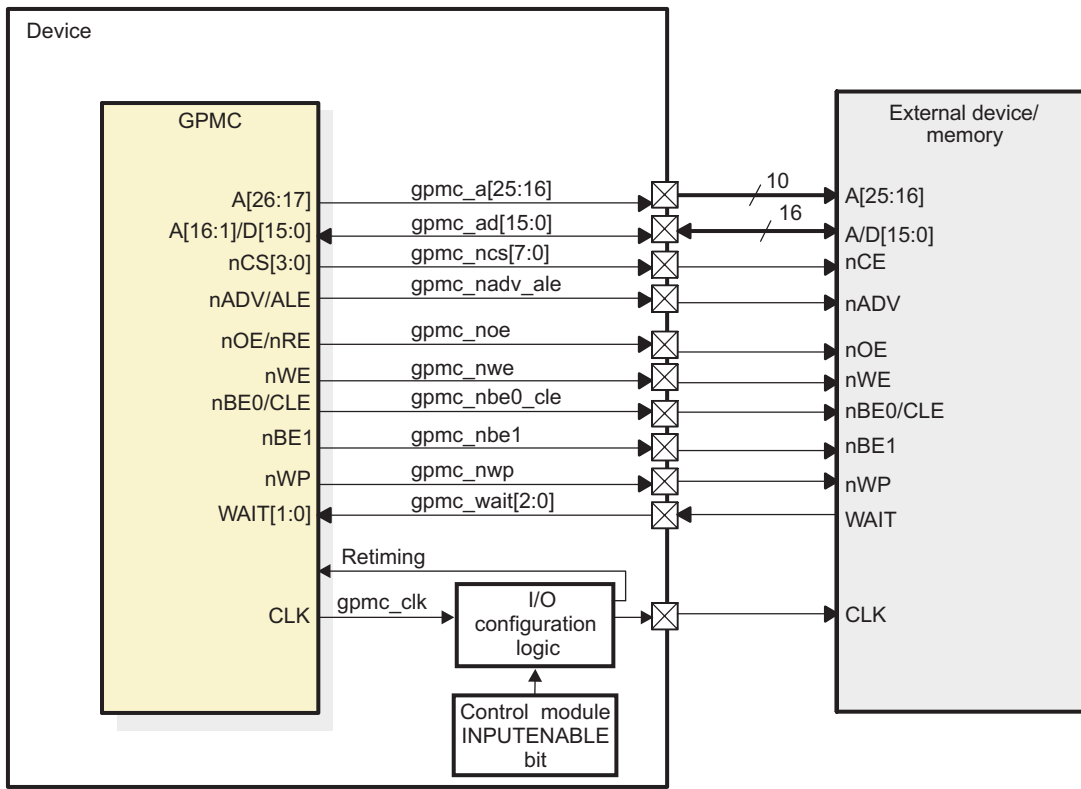 Device
GPMC
External device/
memory
A[26:17]
gpmc_a[25:16]
10
A[25:16]
A[16:1]/D[15:0]
gpmc_ad[15:0]
16
A/D[15:0]
nCS[3:0]
gpmc_ncs[7:0]
nCE
nADV/ALE
gpmc_nadv_ale
nADV
nOE/nRE
gpmc_noe
nOE
nWE
gpmc_nwe
nWE
nBE0/CLE
gpmc_nbe0_cle
nBE0/CLE
nBE1
gpmc_nbe1
nBE1
nWP
gpmc_nwp
nWP
WAIT[1:0]
gpmc_wait[2:0]
WAIT
Retiming
CLK
gpmc_clk
I/O
configuration
logic
CLK
Control module
INPUTENABLE
bit